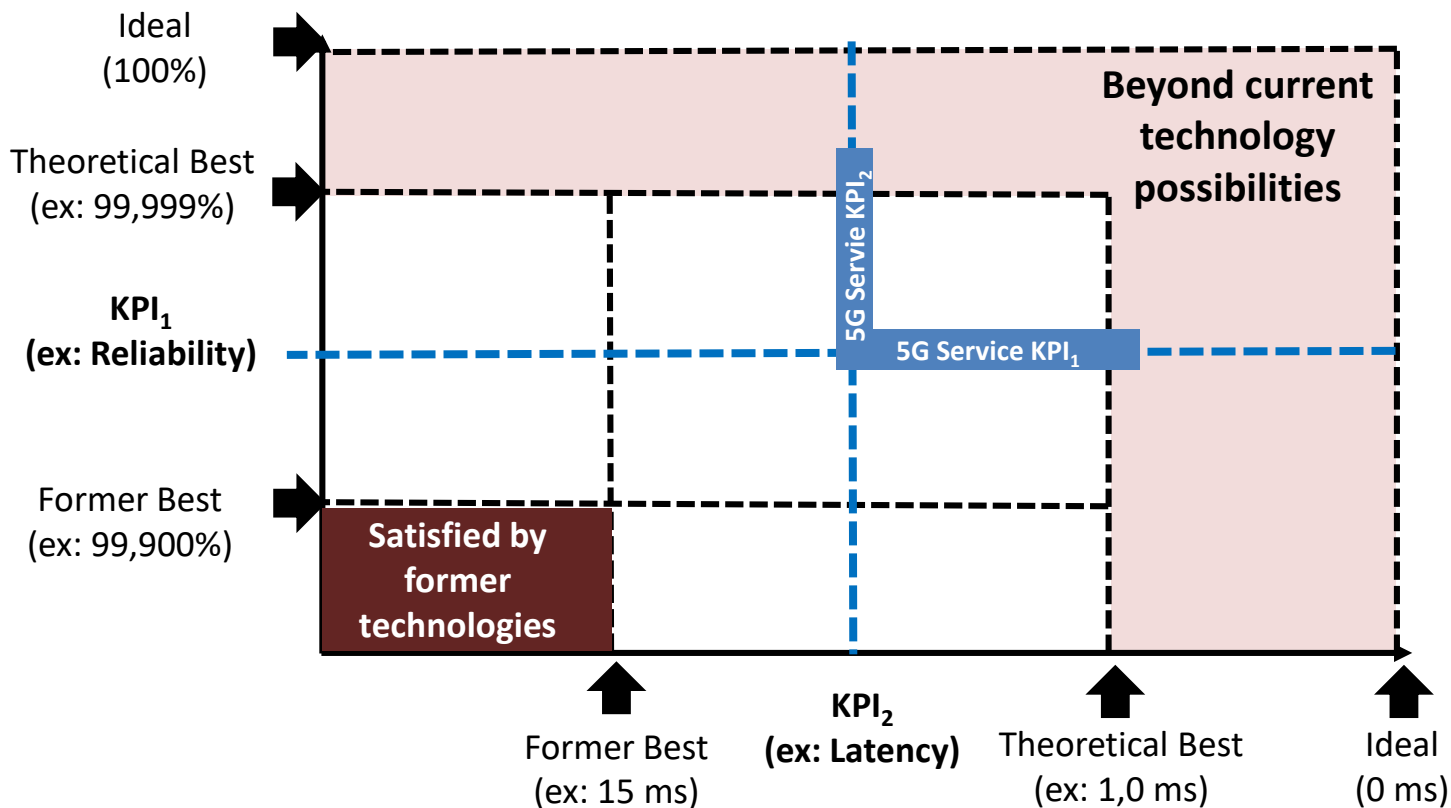 Ideal
(100%)
Beyond current
technology
possibilities
Theoretical Best
(ex: 99,999%)
5G Servie KPI₂
KPI₁
(ex: Reliability)
5G Service KPI₁
Former Best
(ex: 99,900%)
Satisfied by
former
technologies
Former Best
(ex: 15 ms)
KPI₂
(ex: Latency)
Theoretical Best
(ex: 1,0 ms)
Ideal
(0 ms)